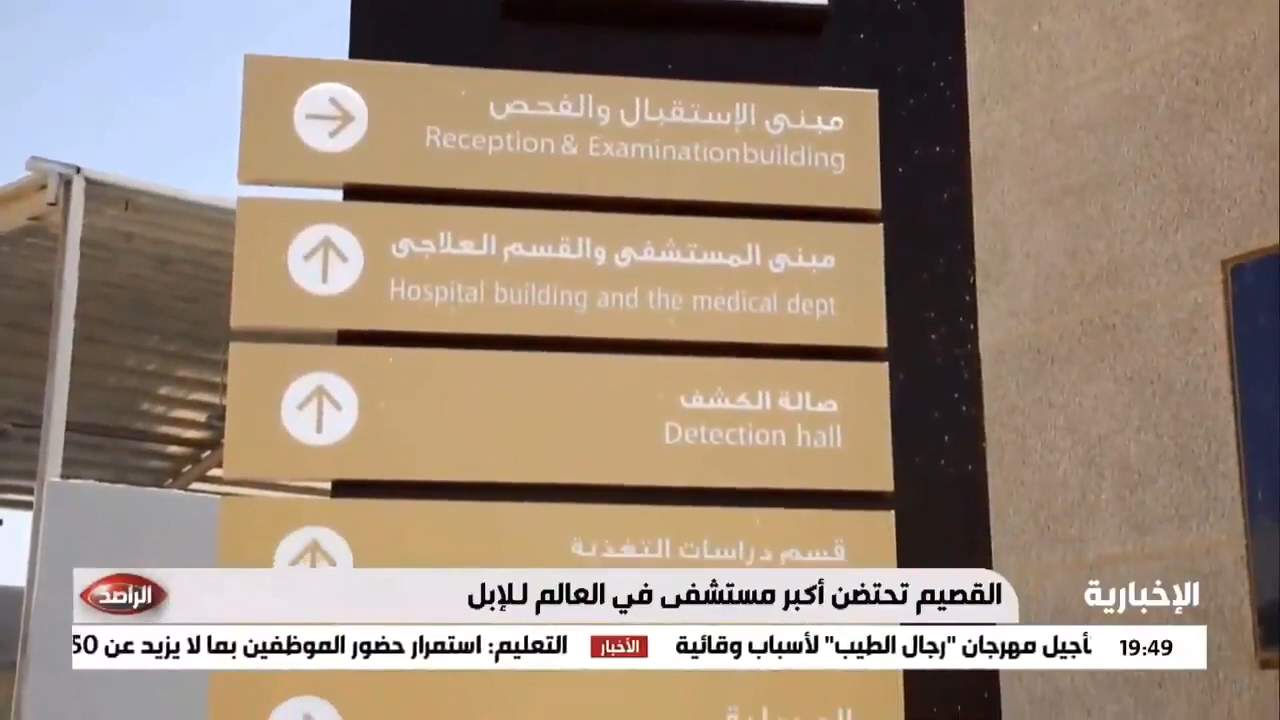 مبنى الإستقبال والفحص
Reception & Examinationbuilding
مبنى المستشفى والقسم العلاجي
Hospital building and the medical dept
صالة الكشف
Detection hall
قسم دراسات التغذية
الإخبارية
القصيم تحتضن أكبر مستشفى في العالم للإبل
الراصد
19:49
أجيل مهرجان "رجال الطيب" لأسباب وقائية الأخبار التعليم: استمرار حضور الموظفين بما لا يزيد عن 50